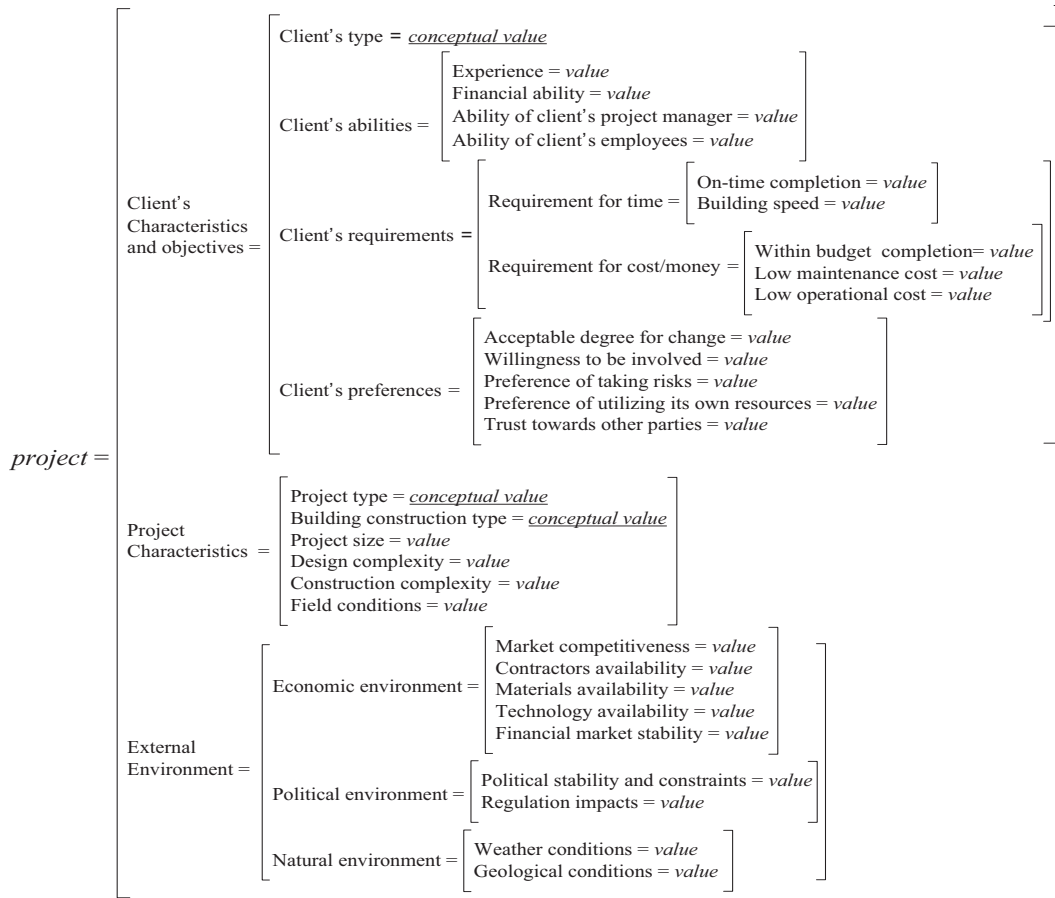 project =
Client's
Characteristics
and objectives =
Client's type = conceptual value
Client's abilities =
Experience = value
Financial ability = value
Ability of client's project manager = value
Ability of client's employees = value
Client's requirements =
Requirement for time =
On-time completion = value
Building speed = value
Requirement for cost/money =
Within budget completion= value
Low maintenance cost = value
Low operational cost = value
Client's preferences =
Acceptable degree for change = value
Willingness to be involved = value
Preference of taking risks = value
Preference of utilizing its own resources = value
Trust towards other parties = value
Project
Characteristics =
Project type = conceptual value
Building construction type = conceptual value
Project size = value
Design complexity = value
Construction complexity = value
Field conditions = value
External
Environment =
Economic environment =
Market competitiveness = value
Contractors availability = value
Materials availability = value
Technology availability = value
Financial market stability = value
Political environment =
Political stability and constraints = value
Regulation impacts = value
Natural environment =
Weather conditions = value
Geological conditions = value